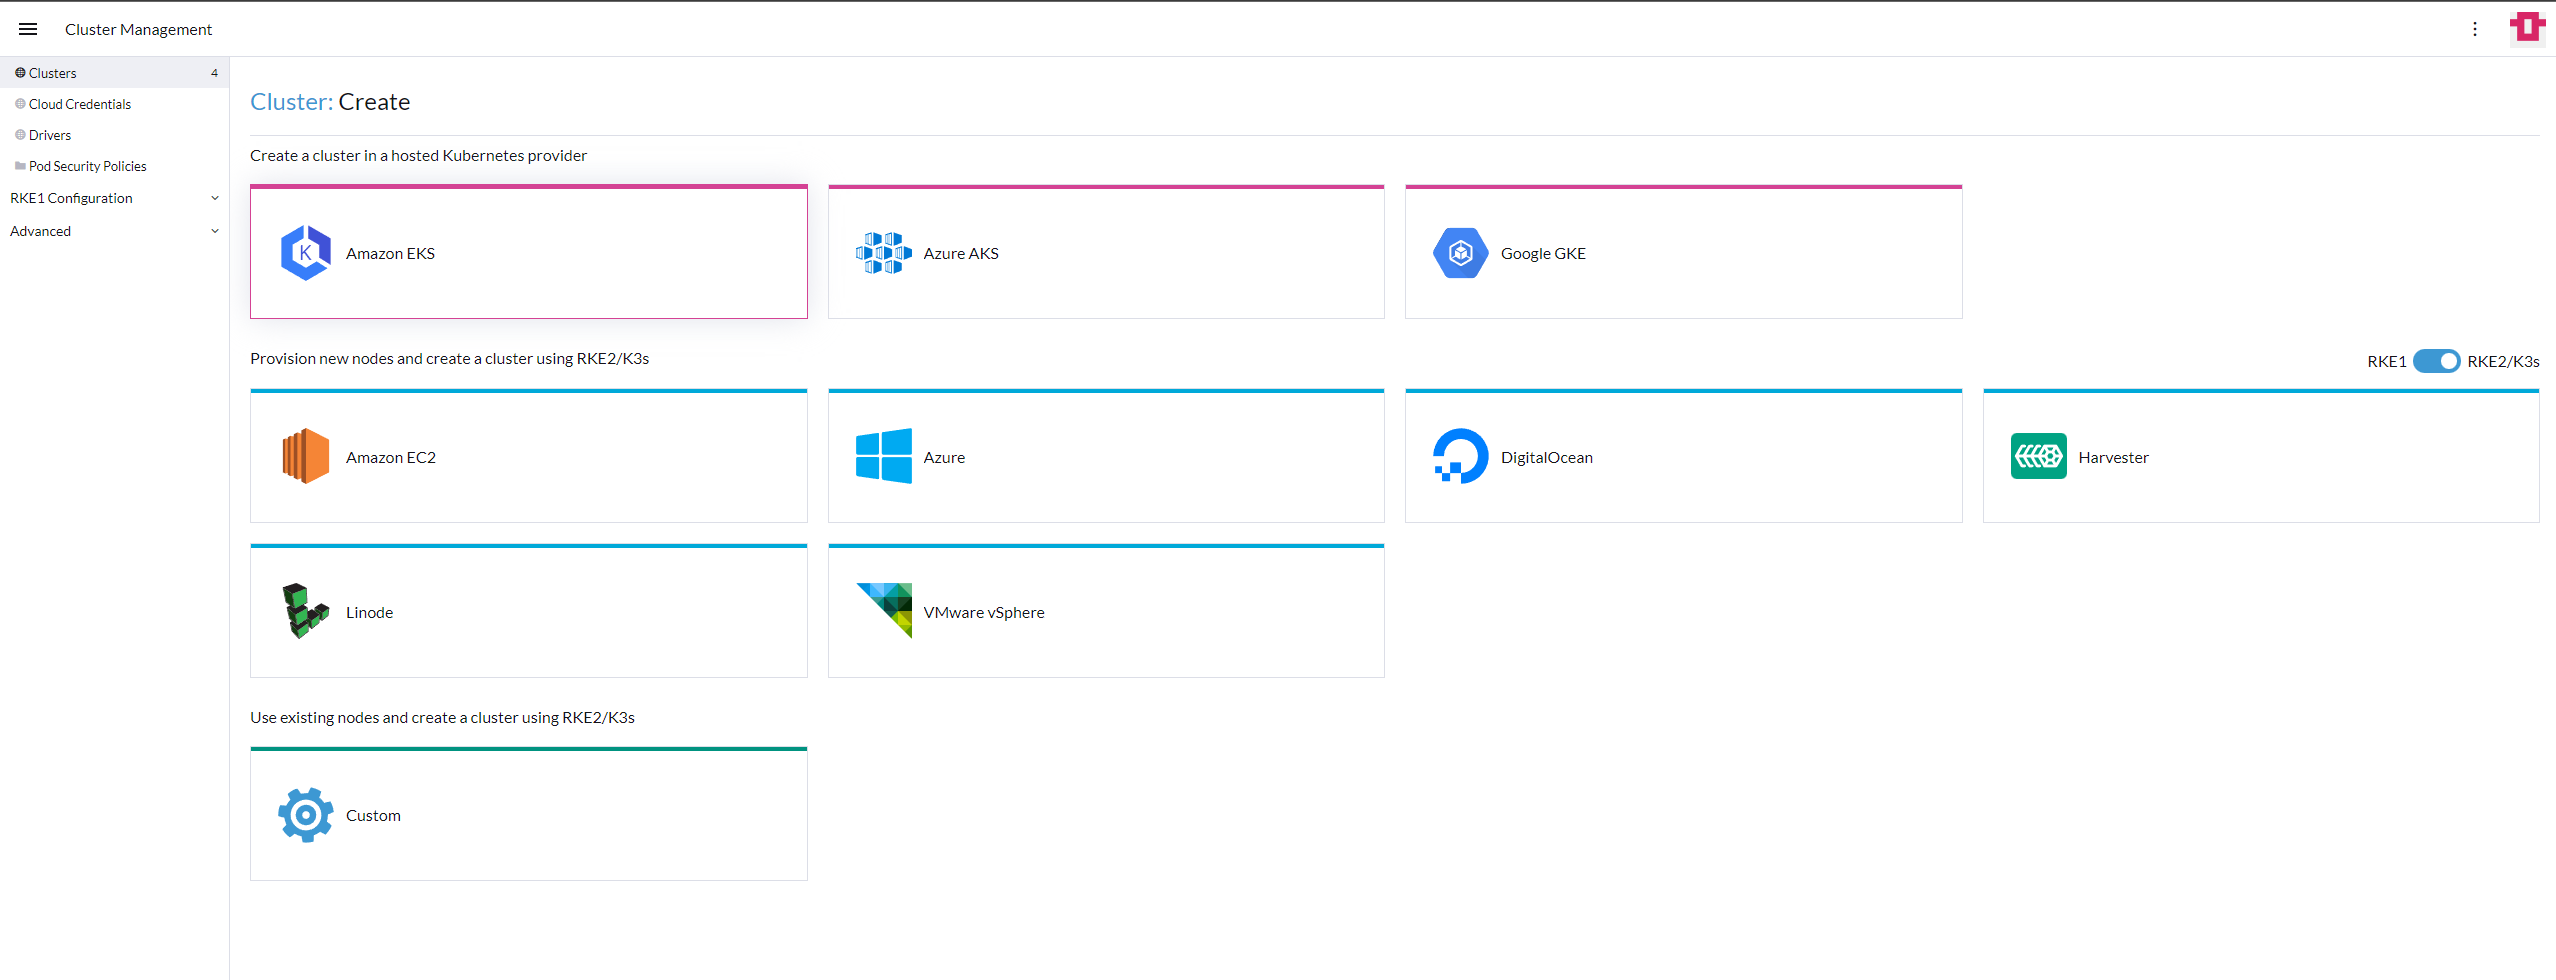 Cluster Management
Clusters 4
Cloud Credentials
Drivers
Pod Security Policies
RKE1 Configuration
Advanced
Cluster: Create
Create a cluster in a hosted Kubernetes provider
K Amazon EKS
Azure AKS
Google GKE
Provision new nodes and create a cluster using RKE2/K3s
RKE1 RKE2/K3s
Amazon EC2
Azure
DigitalOcean
Harvester
Linode
VMware vSphere
Use existing nodes and create a cluster using RKE2/K3s
Custom